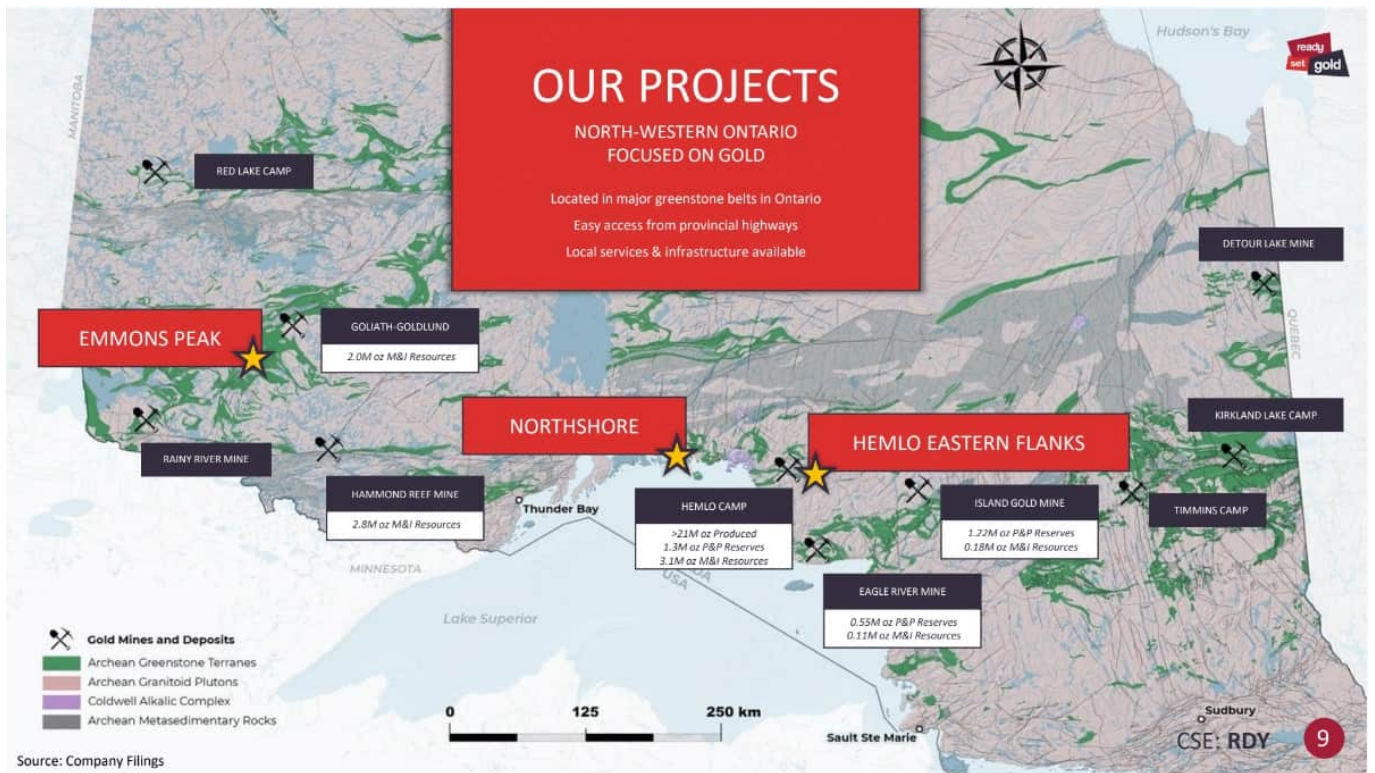 OUR PROJECTS
NORTH-WESTERN ONTARIO
FOCUSED ON GOLD
Located in major greenstone belts in Ontario
Easy access from provincial highways
Local services & infrastructure available
Hudson's Bay
ready
set gold
MANITOBA
RED LAKE CAMP
DETOUR LAKE MINE
EMMONS PEAK
GOLIATH-GOLDLUND
2.0M oz M&I Resources
QUEBEC
NORTHSHORE
HEMLO EASTERN FLANKS
KIRKLAND LAKE CAMP
RAINY RIVER MINE
HAMMOND REEF MINE
2.8M oz M&I Resources
Thunder Bay
HEMLO CAMP
>21M oz Produced
1.3M oz P&P Reserves
3.1M oz M&I Resources
ISLAND GOLD MINE
1.22M oz P&P Reserves
0.18M oz M&I Resources
TIMMINS CAMP
MINNESOTA
USA
EAGLE RIVER MINE
0.55M oz P&P Reserves
0.11M oz M&I Resources
Lake Superior
Gold Mines and Deposits
Archean Greenstone Terranes
Archean Granitoid Plutons
Coldwell Alkalic Complex
Archean Metasedimentary Rocks
0 125 250 km
Sault Ste Marie
Sudbury
CSE: RDY
9
Source: Company Filings